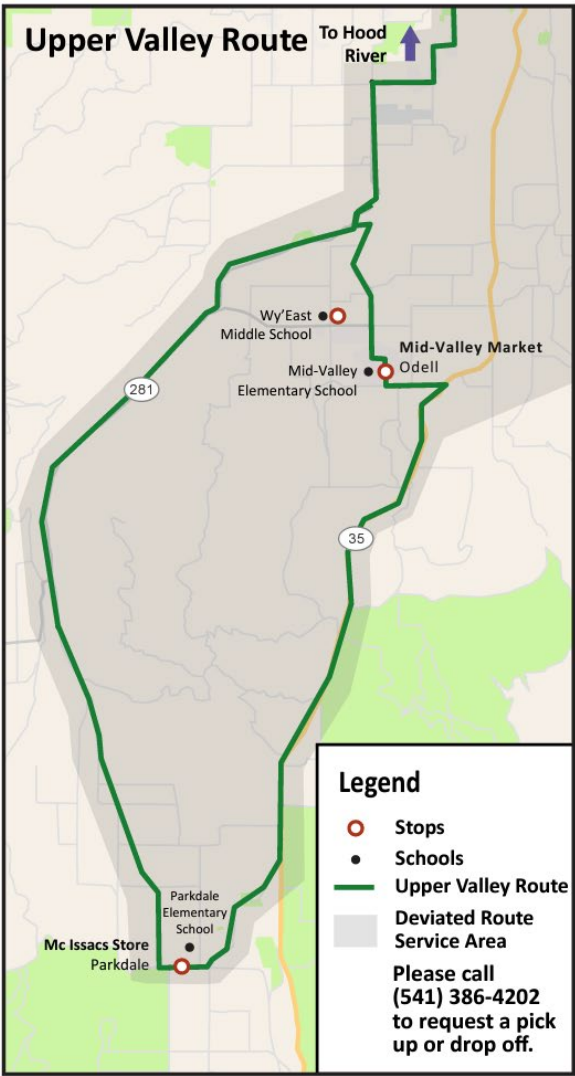 Upper Valley Route
To Hood
River
Wy'East
Middle School
Mid-Valley Market
Odell
Mid-Valley
Elementary School
281
35
Parkdale
Elementary
School
Mc Issacs Store
Parkdale
Legend
Stops
Schools
Upper Valley Route
Deviated Route
Service Area
Please call
(541) 386-4202
to request a pick
up or drop off.